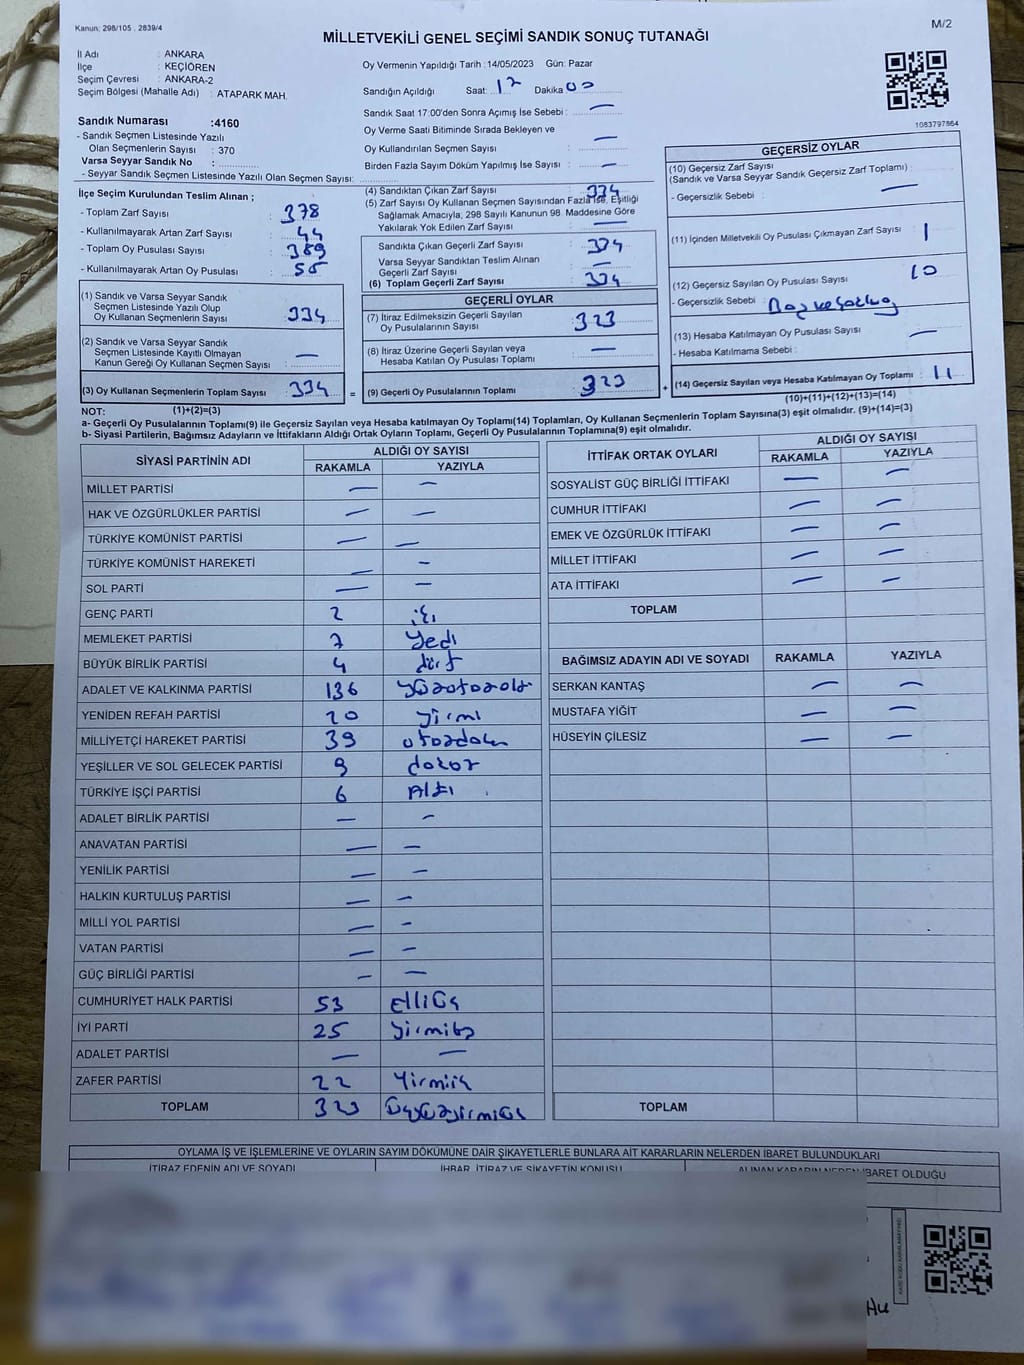 Kanun: 298/105 , 2839/4
M/2
MİLLETVEKİLİ GENEL SEÇİMİ SANDIK SONUÇ TUTANAĞI
İl Adı : ANKARA
İlçe : KEÇİÖREN
Seçim Çevresi : ANKARA-2
Seçim Bölgesi (Mahalle Adı) : ATAPARK MAH.
Oy Vermenin Yapıldığı Tarih :14/05/2023 Gün: Pazar
Sandığın Açıldığı Saat: 17 Dakika 00
Sandık Saat 17:00'den Sonra Açımış İse Sebebi : —
Oy Verme Saati Bitiminde Sırada Bekleyen ve
Oy Kullandırılan Seçmen Sayısı : —
Birden Fazla Sayım Döküm Yapılmış İse Sayısı : —
1083797864
Sandık Numarası :4160
- Sandık Seçmen Listesinde Yazılı
Olan Seçmenlerin Sayısı : 370
Varsa Seyyar Sandık No :
- Seyyar Sandık Seçmen Listesinde Yazılı Olan Seçmen Sayısı:
İlçe Seçim Kurulundan Teslim Alınan ;
- Toplam Zarf Sayısı : 378
- Kullanılmayarak Artan Zarf Sayısı : 44
- Toplam Oy Pusulası Sayısı : 389
- Kullanılmayarak Artan Oy Pusulası : 55
(1) Sandık ve Varsa Seyyar Sandık
Seçmen Listesinde Yazılı Olup
Oy Kullanan Seçmenlerin Sayısı : 334
(2) Sandık ve Varsa Seyyar Sandık
Seçmen Listesinde Kayıtlı Olmayan
Kanun Gereği Oy Kullanan Seçmen Sayısı : —
(3) Oy Kullanan Seçmenlerin Toplam Sayısı : 334
(1)+(2)=(3)
(4) Sandıktan Çıkan Zarf Sayısı : 334
(5) Zarf Sayısı Oy Kullanan Seçmen Sayısından Fazla İse, Eşitliği
Sağlamak Amacıyla, 298 Sayılı Kanunun 98. Maddesine Göre
Yakılarak Yok Edilen Zarf Sayısı : —
Sandıkta Çıkan Geçerli Zarf Sayısı : 334
Varsa Seyyar Sandıktan Teslim Alınan
Geçerli Zarf Sayısı : —
(6) Toplam Geçerli Zarf Sayısı : 334
GEÇERLİ OYLAR
(7) İtiraz Edilmeksizin Geçerli Sayılan
Oy Pusulalarının Sayısı : 323
(8) İtiraz Üzerine Geçerli Sayılan veya
Hesaba Katılan Oy Pusulası Toplamı : —
= (9) Geçerli Oy Pusulalarının Toplamı : 323
GEÇERSİZ OYLAR
(10) Geçersiz Zarf Sayısı
(Sandık ve Varsa Seyyar Sandık Geçersiz Zarf Toplamı) :
- Geçersizlik Sebebi : —
(11) İçinden Milletvekili Oy Pusulası Çıkmayan Zarf Sayısı : 1
(12) Geçersiz Sayılan Oy Pusulası Sayısı : 10
- Geçersizlik Sebebi :
(13) Hesaba Katılmayan Oy Pusulası Sayısı : —
- Hesaba Katılmama Sebebi :
+ (14) Geçersiz Sayılan veya Hesaba Katılmayan Oy Toplamı : 11
(10)+(11)+(12)+(13)=(14)
NOT:
a- Geçerli Oy Pusulalarının Toplamı(9) ile Geçersiz Sayılan veya Hesaba katılmayan Oy Toplamı(14) Toplamları, Oy Kullanan Seçmenlerin Toplam Sayısına(3) eşit olmalıdır. (9)+(14)=(3)
b- Siyasi Partilerin, Bağımsız Adayların ve İttifakların Aldığı Ortak Oyların Toplamı, Geçerli Oy Pusulalarının Toplamına(9) eşit olmalıdır.
SİYASİ PARTİNİN ADI ALDIĞI OY SAYISI
RAKAMLA YAZIYLA
MİLLET PARTİSİ — —
HAK VE ÖZGÜRLÜKLER PARTİSİ — —
TÜRKİYE KOMÜNİST PARTİSİ — —
TÜRKİYE KOMÜNİST HAREKETİ — —
SOL PARTİ — —
GENÇ PARTİ 2 iki
MEMLEKET PARTİSİ 7 Yedi
BÜYÜK BİRLİK PARTİSİ 4 dört
ADALET VE KALKINMA PARTİSİ 136 yüzotuzaltı
YENİDEN REFAH PARTİSİ 20 yirmi
MİLLİYETÇİ HAREKET PARTİSİ 39 otuzdokuz
YEŞİLLER VE SOL GELECEK PARTİSİ 9 dokuz
TÜRKİYE İŞÇİ PARTİSİ 6 Altı
ADALET BİRLİK PARTİSİ — —
ANAVATAN PARTİSİ — —
YENİLİK PARTİSİ — —
HALKIN KURTULUŞ PARTİSİ — —
MİLLİ YOL PARTİSİ — —
VATAN PARTİSİ — —
GÜÇ BİRLİĞİ PARTİSİ — —
CUMHURİYET HALK PARTİSİ 53 Elliüç
İYİ PARTİ 25 Yirmibeş
ADALET PARTİSİ — —
ZAFER PARTİSİ 22 Yirmiiki
TOPLAM 323 Üçyüzyirmiüç
İTTİFAK ORTAK OYLARI ALDIĞI OY SAYISI
RAKAMLA YAZIYLA
SOSYALİST GÜÇ BİRLİĞİ İTTİFAKI — —
CUMHUR İTTİFAKI — —
EMEK VE ÖZGÜRLÜK İTTİFAKI — —
MİLLET İTTİFAKI — —
ATA İTTİFAKI — —
TOPLAM
BAĞIMSIZ ADAYIN ADI VE SOYADI RAKAMLA YAZIYLA
SERKAN KANTAŞ — —
MUSTAFA YİĞİT — —
HÜSEYİN ÇİLESİZ — —
TOPLAM
OYLAMA İŞ VE İŞLEMLERİNE VE OYLARIN SAYIM DÖKÜMÜNE DAİR ŞİKAYETLERLE BUNLARA AİT KARARLARIN NELERDEN İBARET BULUNDUKLARI
İTİRAZ EDENİN ADI VE SOYADI İHBAR, İTİRAZ VE ŞİKAYETİN KONUSU ALINAN KARARIN NEDEN İBARET OLDUĞU